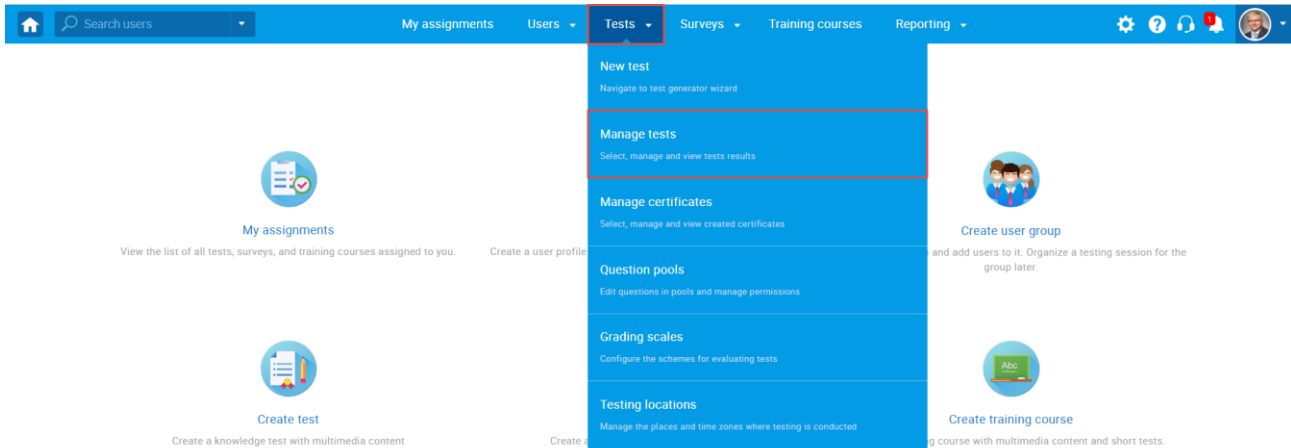 Search users
My assignments
Users
Tests
Surveys
Training courses
Reporting
1
New test
Navigate to test generator wizard
Manage tests
Select, manage and view tests results
Manage certificates
Select, manage and view created certificates
Question pools
Edit questions in pools and manage permissions
Grading scales
Configure the schemes for evaluating tests
Testing locations
Manage the places and time zones where testing is conducted
My assignments
View the list of all tests, surveys, and training courses assigned to you.
Create a user profile
Create user group
and add users to it. Organize a testing session for the
group later.
Create test
Create a knowledge test with multimedia content
Create
Abc
Create training course
course with multimedia content and short tests.